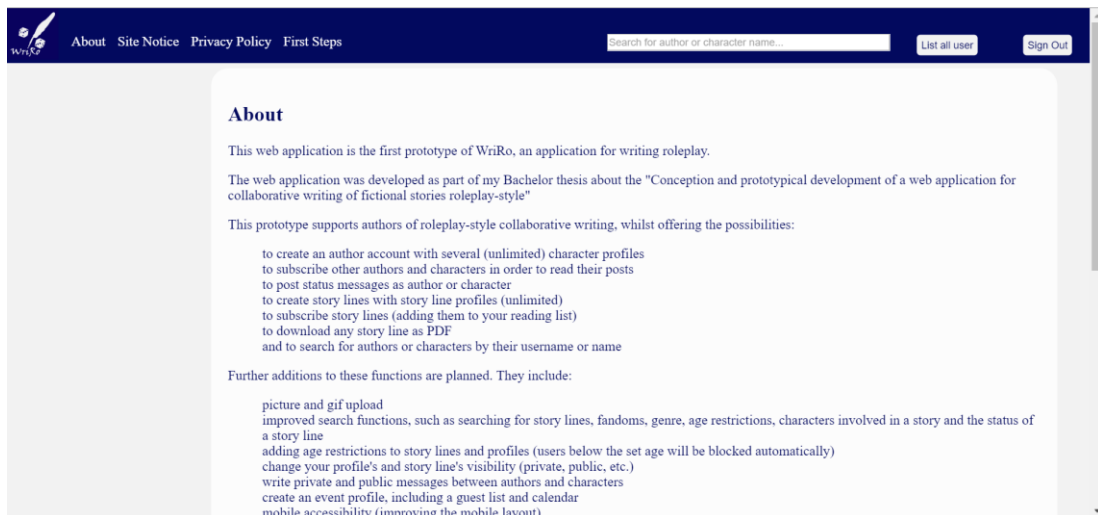 WriRo
About Site Notice Privacy Policy First Steps
Search for author or character name...
List all user
Sign Out
About
This web application is the first prototype of WriRo, an application for writing roleplay.
The web application was developed as part of my Bachelor thesis about the "Conception and prototypical development of a web application for
collaborative writing of fictional stories roleplay-style"
This prototype supports authors of roleplay-style collaborative writing, whilst offering the possibilities:
to create an author account with several (unlimited) character profiles
to subscribe other authors and characters in order to read their posts
to post status messages as author or character
to create story lines with story line profiles (unlimited)
to subscribe story lines (adding them to your reading list)
to download any story line as PDF
and to search for authors or characters by their username or name
Further additions to these functions are planned. They include:
picture and gif upload
improved search functions, such as searching for story lines, fandoms, genre, age restrictions, characters involved in a story and the status of
a story line
adding age restrictions to story lines and profiles (users below the set age will be blocked automatically)
change your profile's and story line's visibility (private, public, etc.)
write private and public messages between authors and characters
create an event profile, including a guest list and calendar
mobile accessibility (improving the mobile layout)